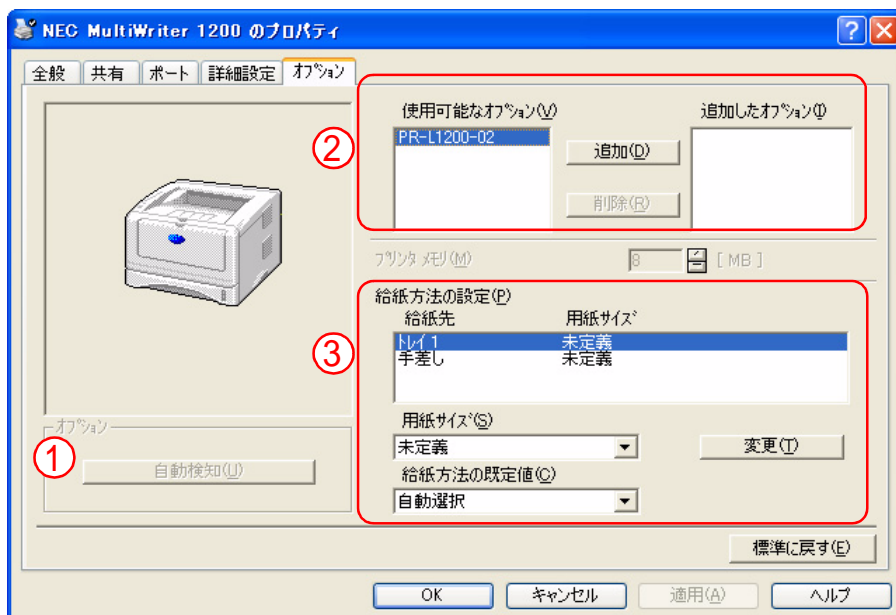 NEC MultiWriter 1200 のプロパティ
全般 共有 ポート 詳細設定 オプション
② 使用可能なオプション(V) 追加したオプション(I)
PR-L1200-02
追加(D)
削除(R)
プリンタ メモリ(M) 8 [ MB ]
③ 給紙方法の設定(P)
給紙先 用紙サイズ
トレイ 1 未定義
手差し 未定義
用紙サイズ(S)
未定義 変更(T)
給紙方法の既定値(C)
自動選択
① オプション
自動検知(U)
標準に戻す(E)
OK キャンセル 適用(A) ヘルプ